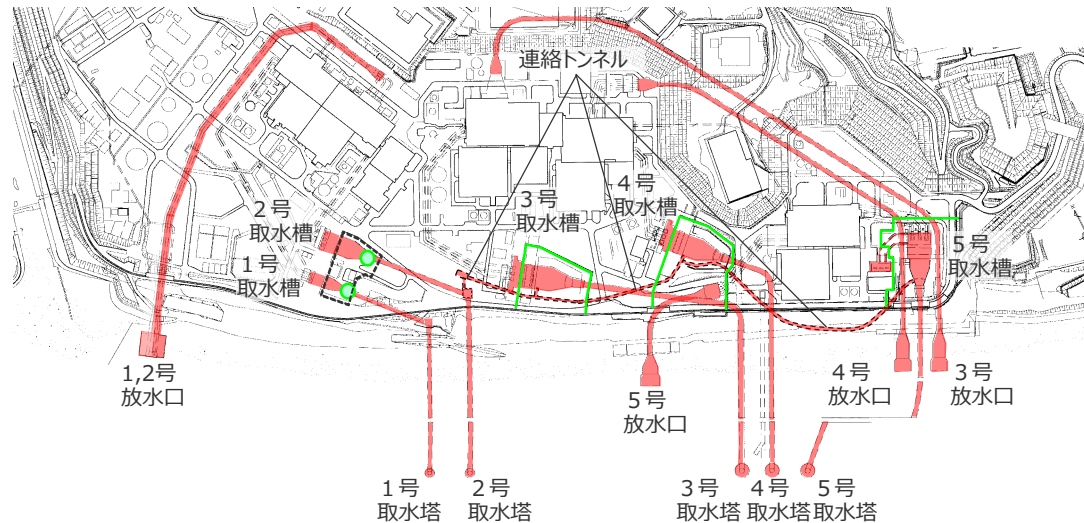 連絡トンネル
2号
取水槽
1号
取水槽
3号
取水槽
4号
取水槽
5号
取水槽
1,2号
放水口
5号
放水口
4号
放水口
3号
放水口
1号
取水塔
2号
取水塔
3号
取水塔
4号
取水塔
5号
取水塔